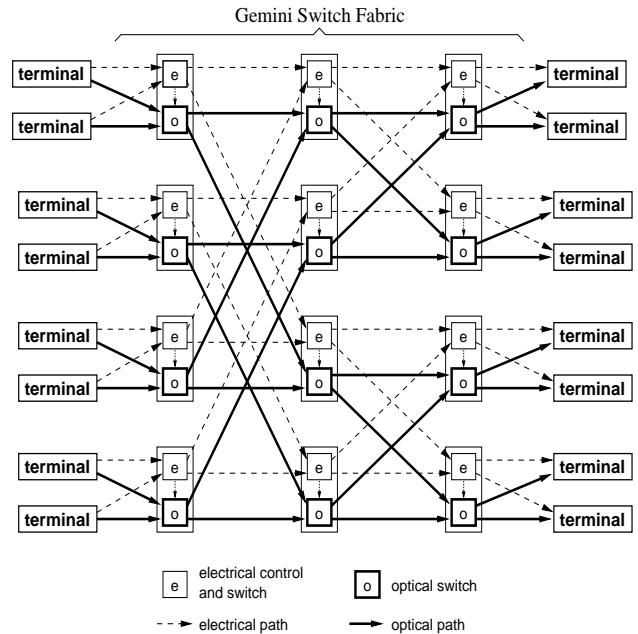 Gemini Switch Fabric
terminal e e e terminal
terminal o o o terminal
terminal e e e terminal
terminal o o o terminal
terminal e e e terminal
terminal o o o terminal
terminal e e e terminal
terminal o o o terminal
e electrical control and switch
o optical switch
electrical path
optical path